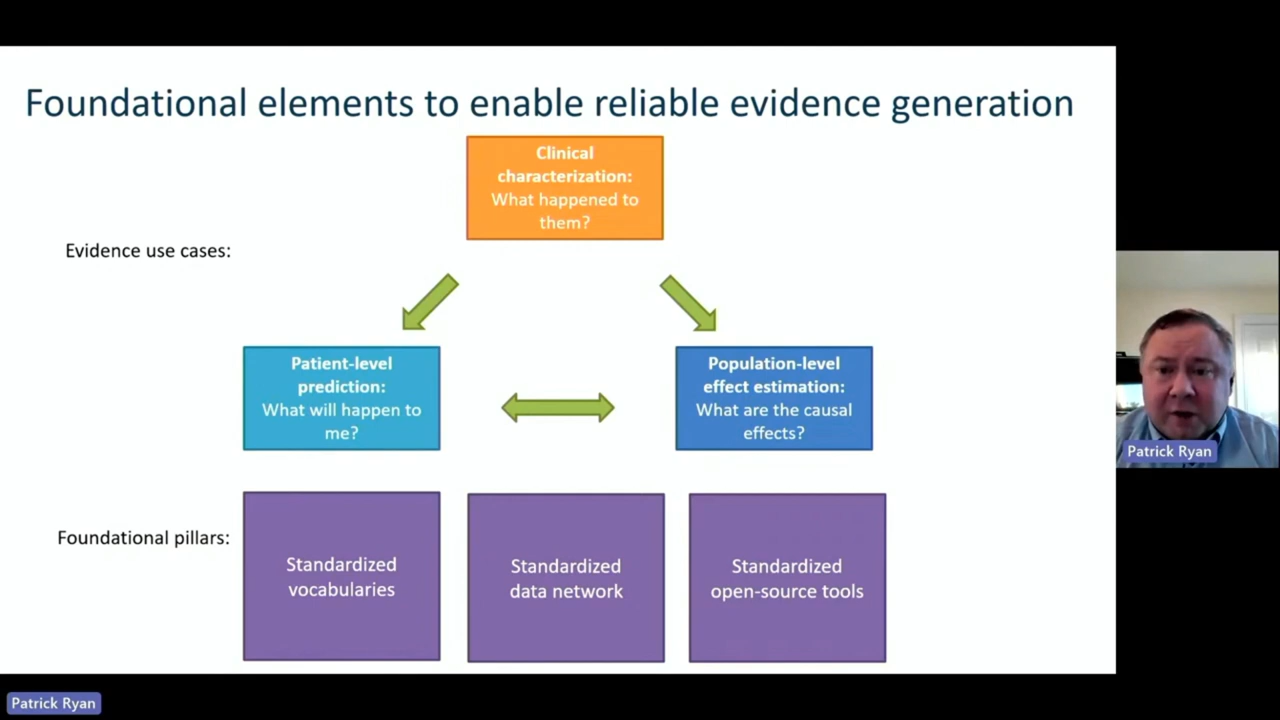 Foundational elements to enable reliable evidence generation
Clinical
characterization:
What happened to
them?
Evidence use cases:
Patient-level
prediction:
What will happen to
me?
Population-level
effect estimation:
What are the causal
effects?
Foundational pillars:
Standardized
vocabularies
Standardized
data network
Standardized
open-source tools
Patrick Ryan
Patrick Ryan